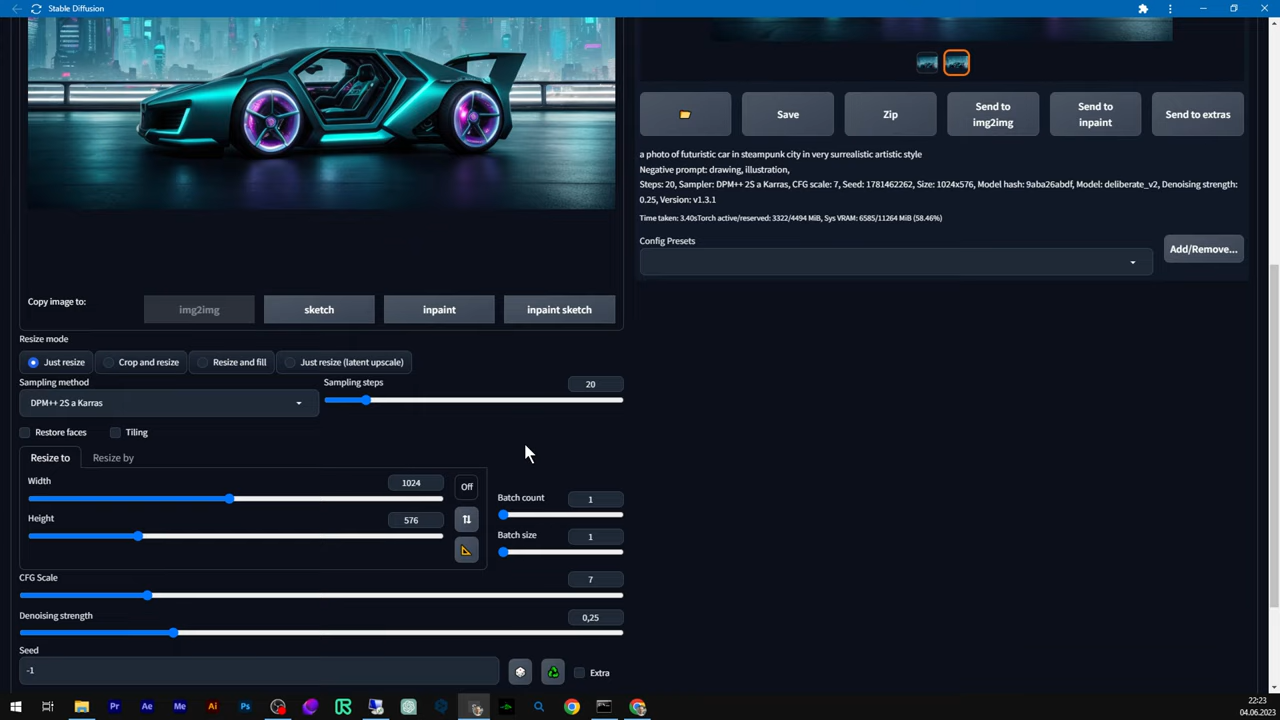 Stable Diffusion
Save
Zip
Send to
img2img
Send to
inpaint
Send to extras
a photo of futuristic car in steampunk city in very surrealistic artistic style
Negative prompt: drawing, illustration,
Steps: 20, Sampler: DPM++ 2S a Karras, CFG scale: 7, Seed: 1781462262, Size: 1024x576, Model hash: 9aba26abdf, Model: deliberate_v2, Denoising strength:
0.25, Version: v1.3.1
Time taken: 3.40sTorch active/reserved: 3322/4494 MiB, Sys VRAM: 6585/11264 MiB (58.46%)
Config Presets
Add/Remove...
Copy image to:
img2img
sketch
inpaint
inpaint sketch
Resize mode
Just resize
Crop and resize
Resize and fill
Just resize (latent upscale)
Sampling method
Sampling steps
20
DPM++ 2S a Karras
Restore faces
Tiling
Resize to
Resize by
Width
1024
Off
Height
576
Batch count
1
Batch size
1
CFG Scale
7
Denoising strength
0,25
Seed
-1
Extra
Pr
Ae
Me
Ai
Ps
22:23
04.06.2023